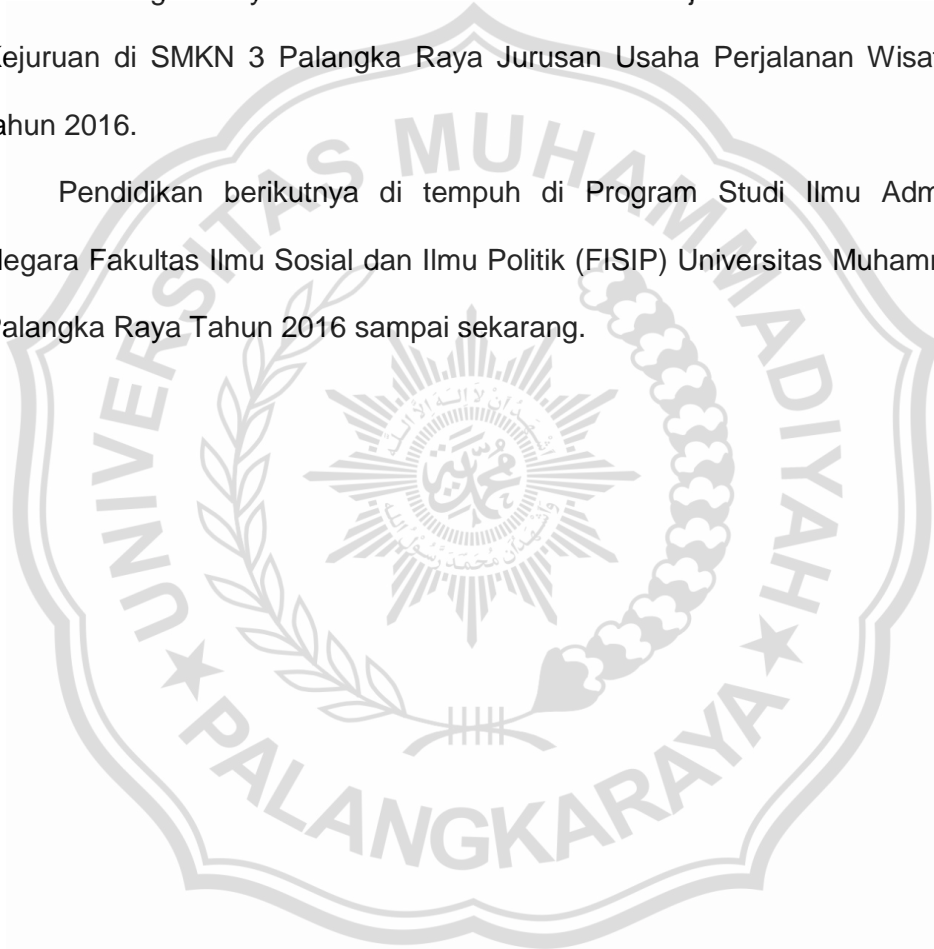 Kejuruan di SMKN 3 Palangka Raya Jurusan Usaha Perjalanan Wisat
tahun 2016.
Pendidikan berikutnya di tempuh di Program Studi Ilmu Adm
Negara Fakultas Ilmu Sosial dan Ilmu Politik (FISIP) Universitas Muhamm
Palangka Raya Tahun 2016 sampai sekarang.
UNIVERSITAS MUHAMMADIYAH
PALANGKARAYA
محمدية